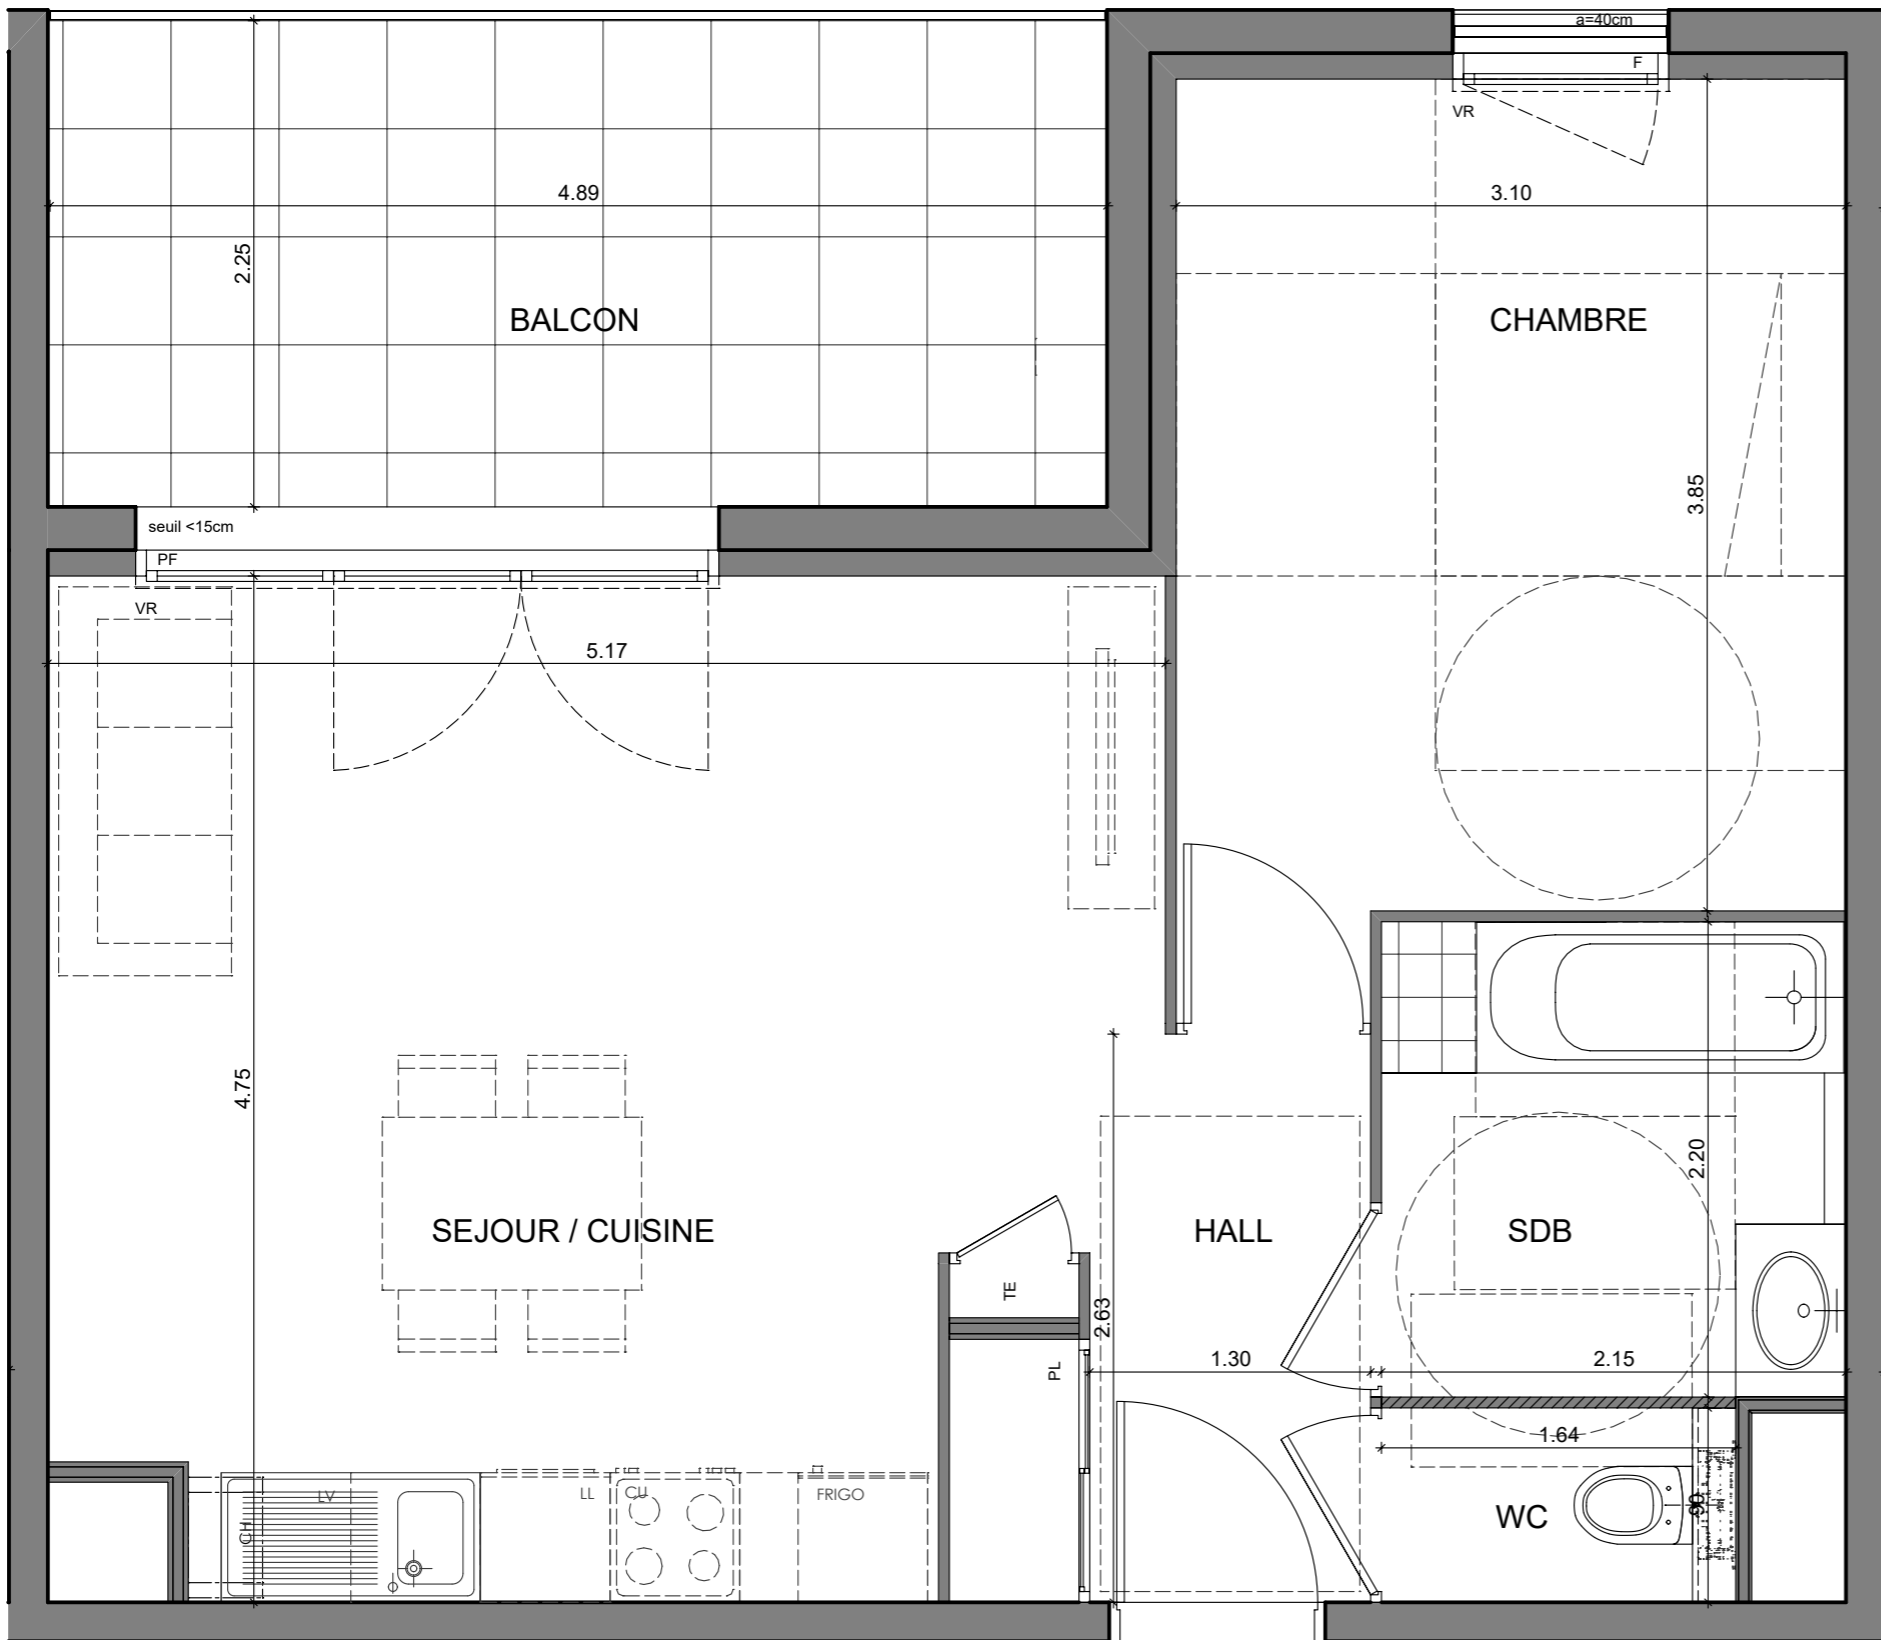 a=40cm
F
VR
4.89
3.10
2.25
BALCON
CHAMBRE
3.85
seuil <15cm
PF
VR
5.17
4.75
2.20
SEJOUR / CUISINE
HALL
SDB
TE
2.63
1.30
2.15
PL
1.64
LV
LL
CU
FRIGO
CH
WC
.90